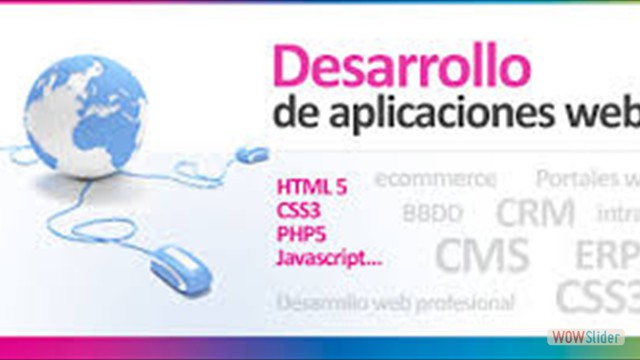 Desarrollo
de aplicaciones web
HTML 5
CSS3
PHP5
Javascript...
ecommerce Portales w
BBDD CRM intr
CMS ERP
Desarrollo web profesional CSS3
WOWSlider